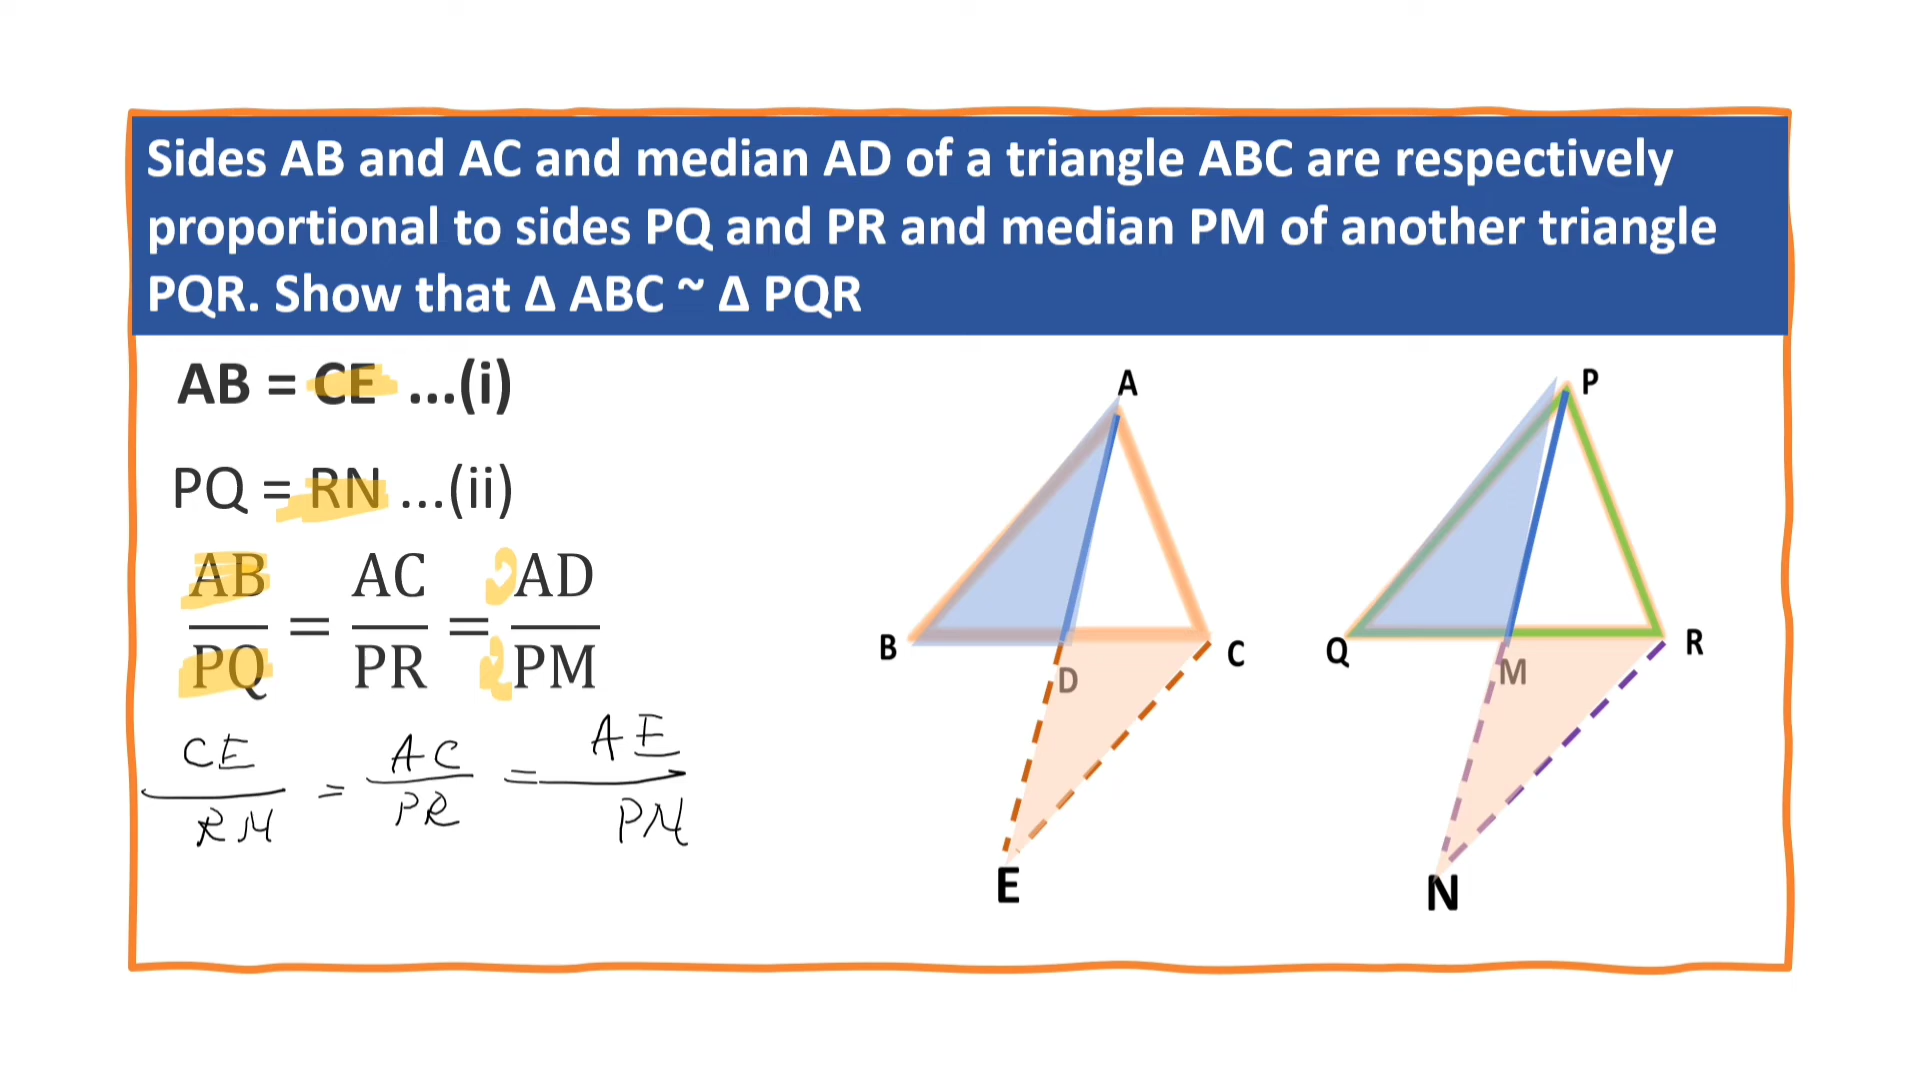 Sides AB and AC and median AD of a triangle ABC are respectively
proportional to sides PQ and PR and median PM of another triangle
PQR. Show that Δ ABC ~ Δ PQR
AB = CE ...(i)
PQ = RN ...(ii)
AB/PQ = AC/PR = 2AD/2PM
CE/RN = AC/PR = AE/PN
A
B
C
D
E
P
Q
R
M
N